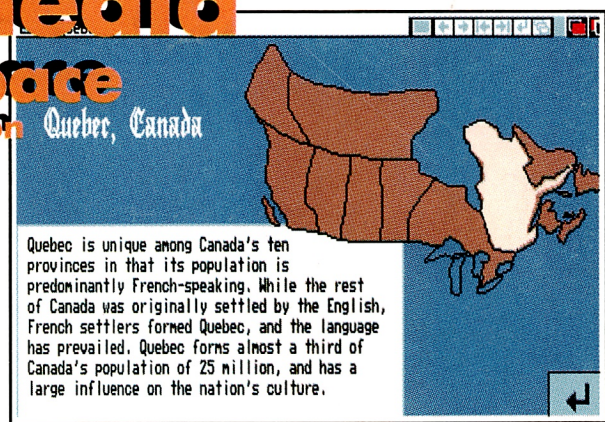 Quebec, Canada
Quebec is unique among Canada's ten
provinces in that its population is
predominantly French-speaking. While the rest
of Canada was originally settled by the English,
French settlers formed Quebec, and the language
has prevailed. Quebec forms almost a third of
Canada's population of 25 million, and has a
large influence on the nation's culture.